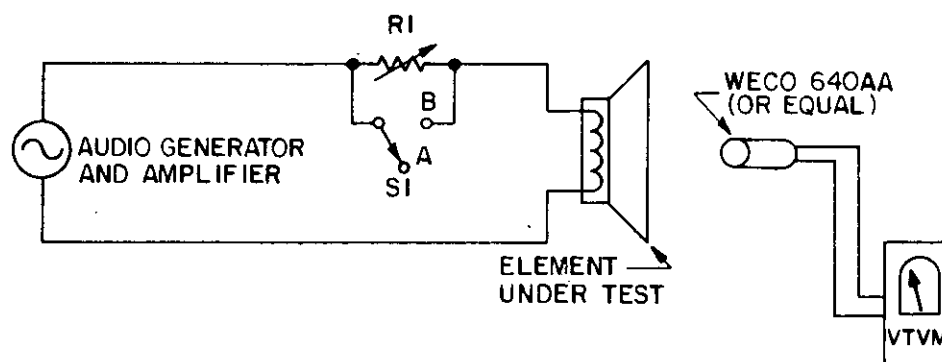 R1
B
A
S1
AUDIO GENERATOR
AND AMPLIFIER
ELEMENT
UNDER TEST
WECO 640AA
(OR EQUAL)
VTVM